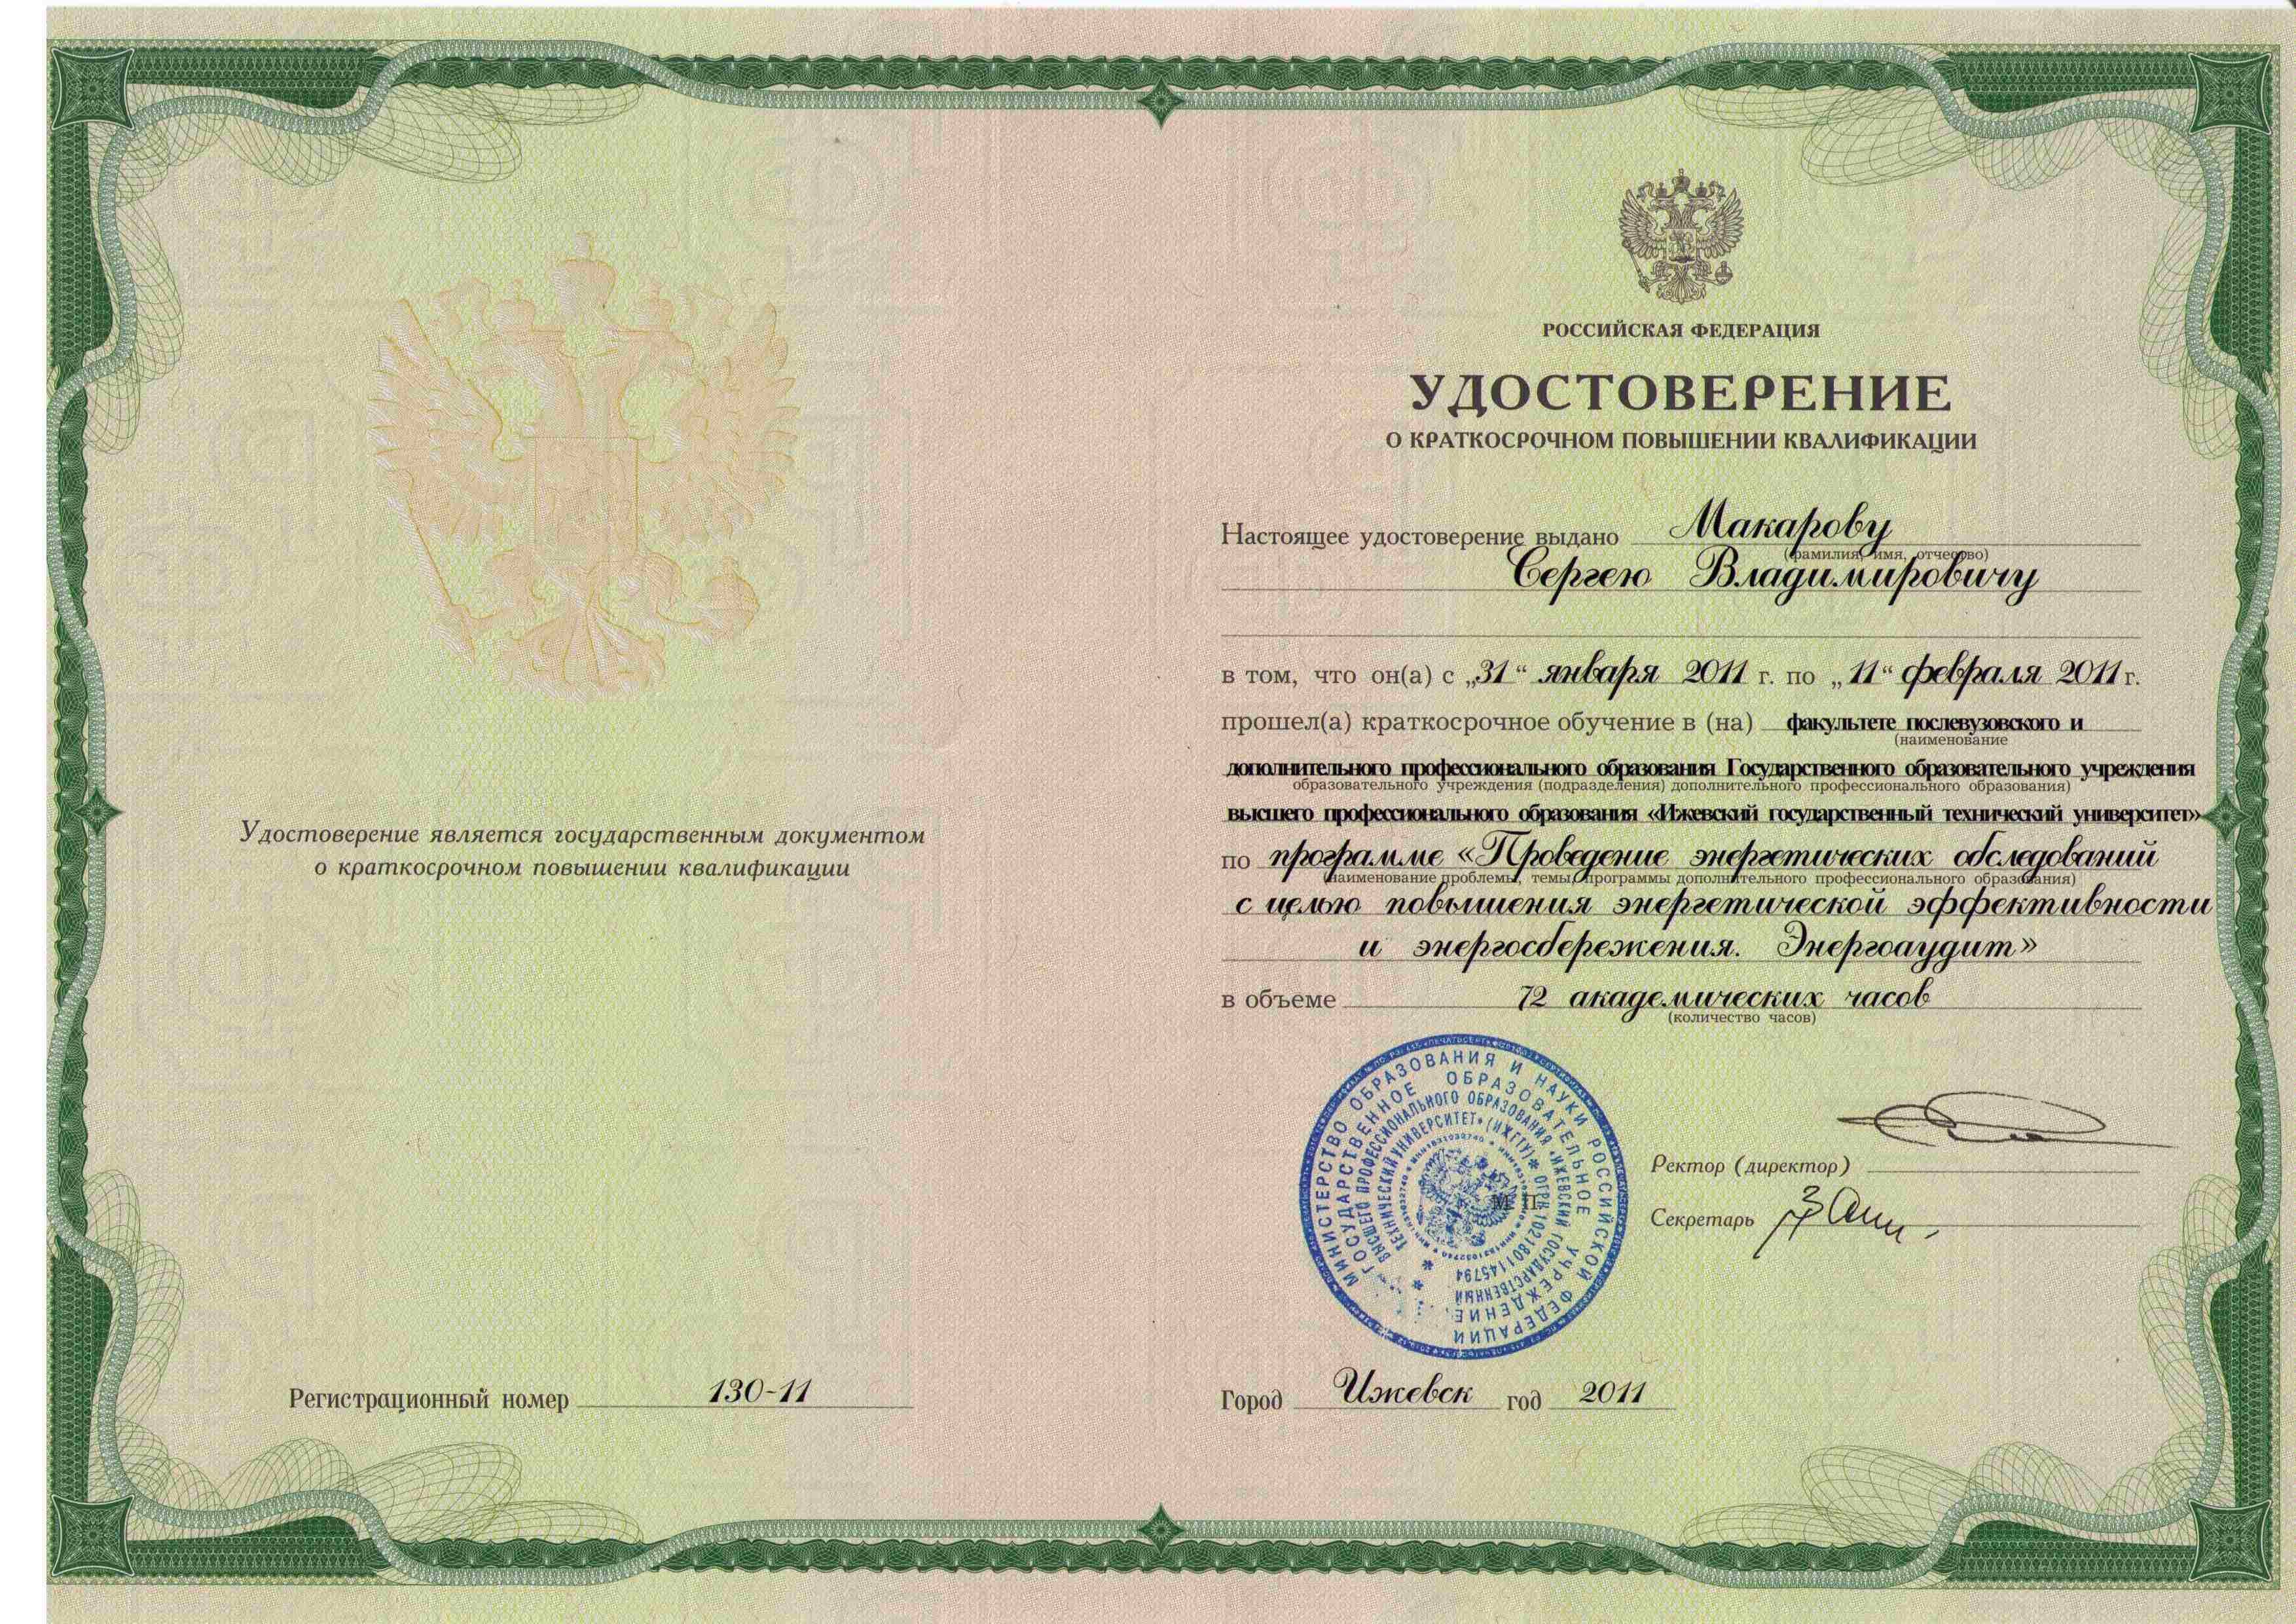 Удостоверение является государственным документом
о краткосрочном повышении квалификации
Регистрационный номер 130-11
РОССИЙСКАЯ ФЕДЕРАЦИЯ
УДОСТОВЕРЕНИЕ
О КРАТКОСРОЧНОМ ПОВЫШЕНИИ КВАЛИФИКАЦИИ
Настоящее удостоверение выдано Макарову
(фамилия, имя, отчество)
Сергею Владимировичу
в том, что он(а) с „31“ января 2011 г. по „11“ февраля 2011 г.
прошел(а) краткосрочное обучение в (на) факультете послевузовского и
(наименование
дополнительного профессионального образования Государственного образовательного учреждения
образовательного учреждения (подразделения) дополнительного профессионального образования)
высшего профессионального образования «Ижевский государственный технический университет»
по программе «Проведение энергетических обследований
(наименование проблемы, темы, программы дополнительного профессионального образования)
с целью повышения энергетической эффективности
и энергосбережения. Энергоаудит»
в объеме 72 академических часов
(количество часов)
МИНИСТЕРСТВО ОБРАЗОВАНИЯ И НАУКИ РОССИЙСКОЙ ФЕДЕРАЦИИ
ГОСУДАРСТВЕННОЕ ОБРАЗОВАТЕЛЬНОЕ УЧРЕЖДЕНИЕ
ВЫСШЕГО ПРОФЕССИОНАЛЬНОГО ОБРАЗОВАНИЯ «ИЖЕВСКИЙ ГОСУДАРСТВЕННЫЙ
ТЕХНИЧЕСКИЙ УНИВЕРСИТЕТ» (ИжГТУ) * ОГРН 1021801145794 *
М. П.
Ректор (директор)
Секретарь
Город Ижевск год 2011